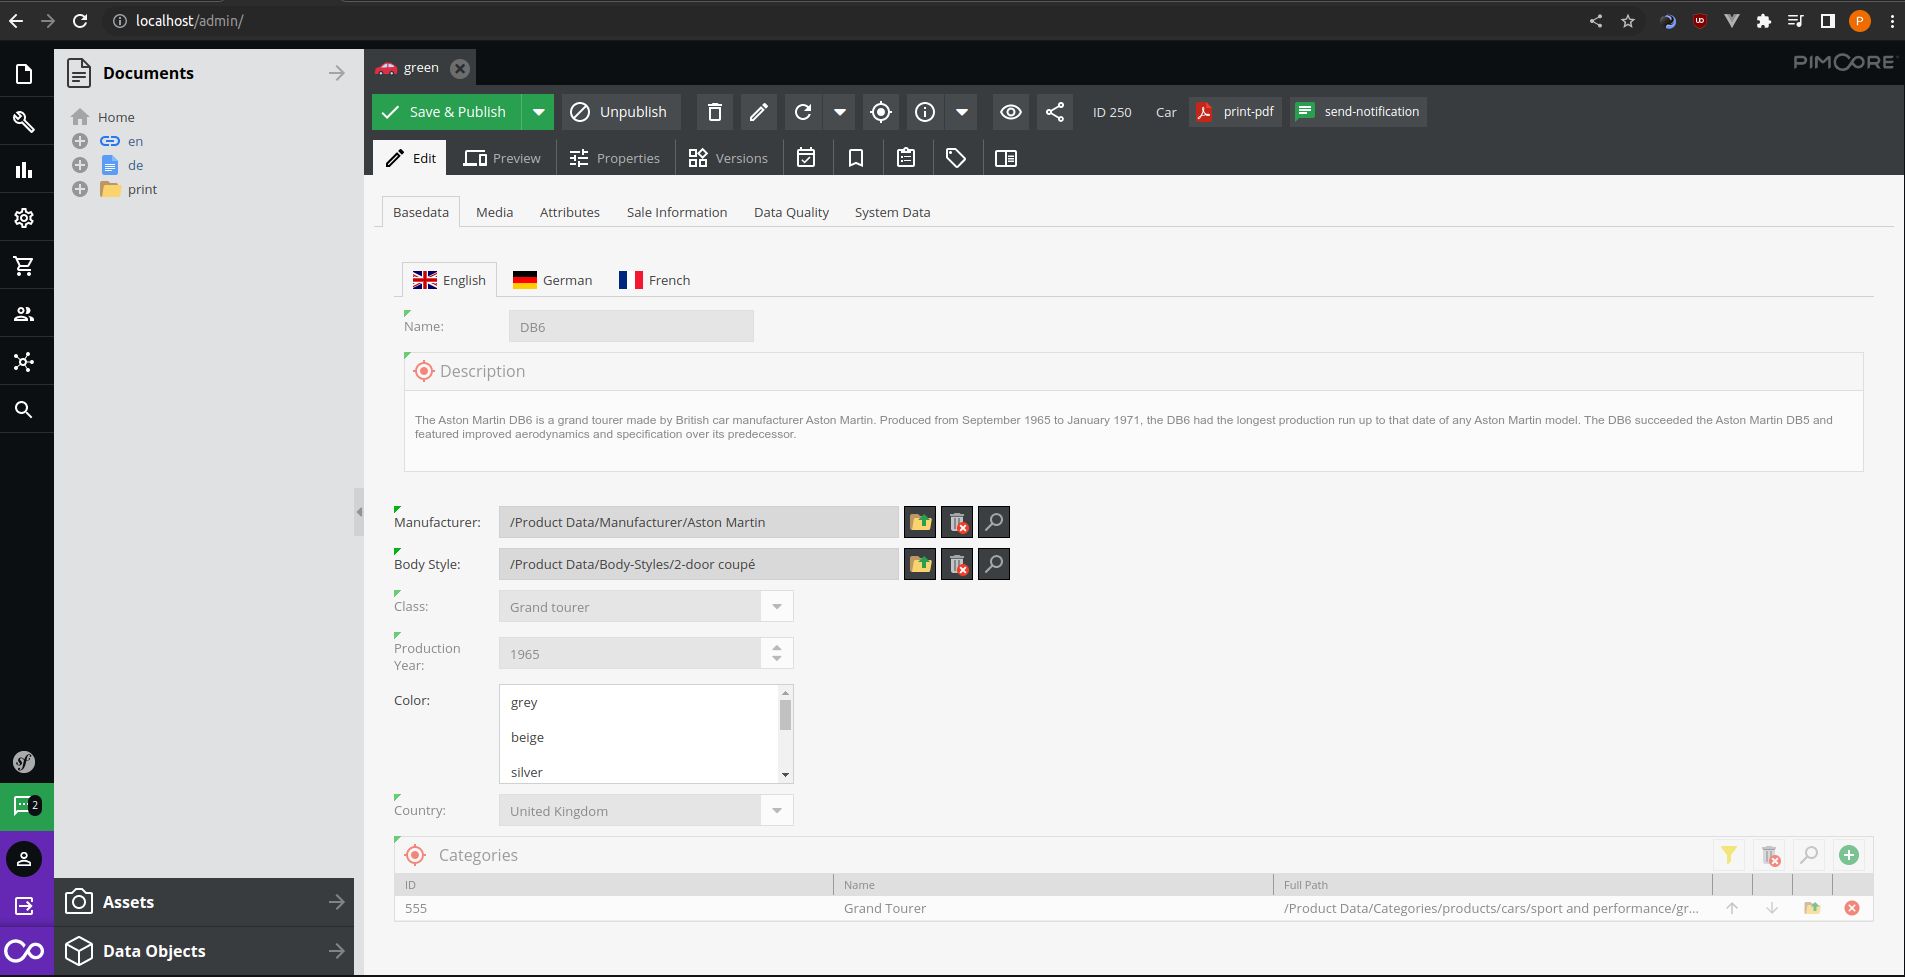 localhost/admin/
P
Documents
Home
en
de
print
green
PIMCORE
Save & Publish
Unpublish
ID 250
Car
print-pdf
send-notification
Edit
Preview
Properties
Versions
Basedata
Media
Attributes
Sale Information
Data Quality
System Data
English
German
French
Name:
DB6
Description
The Aston Martin DB6 is a grand tourer made by British car manufacturer Aston Martin. Produced from September 1965 to January 1971, the DB6 had the longest production run up to that date of any Aston Martin model. The DB6 succeeded the Aston Martin DB5 and
featured improved aerodynamics and specification over its predecessor.
Manufacturer:
/Product Data/Manufacturer/Aston Martin
Body Style:
/Product Data/Body-Styles/2-door coupé
Class:
Grand tourer
Production
Year:
1965
Color:
grey
beige
silver
Country:
United Kingdom
Categories
ID
Name
Full Path
555
Grand Tourer
/Product Data/Categories/products/cars/sport and performance/gr...
sf
2
Assets
Data Objects